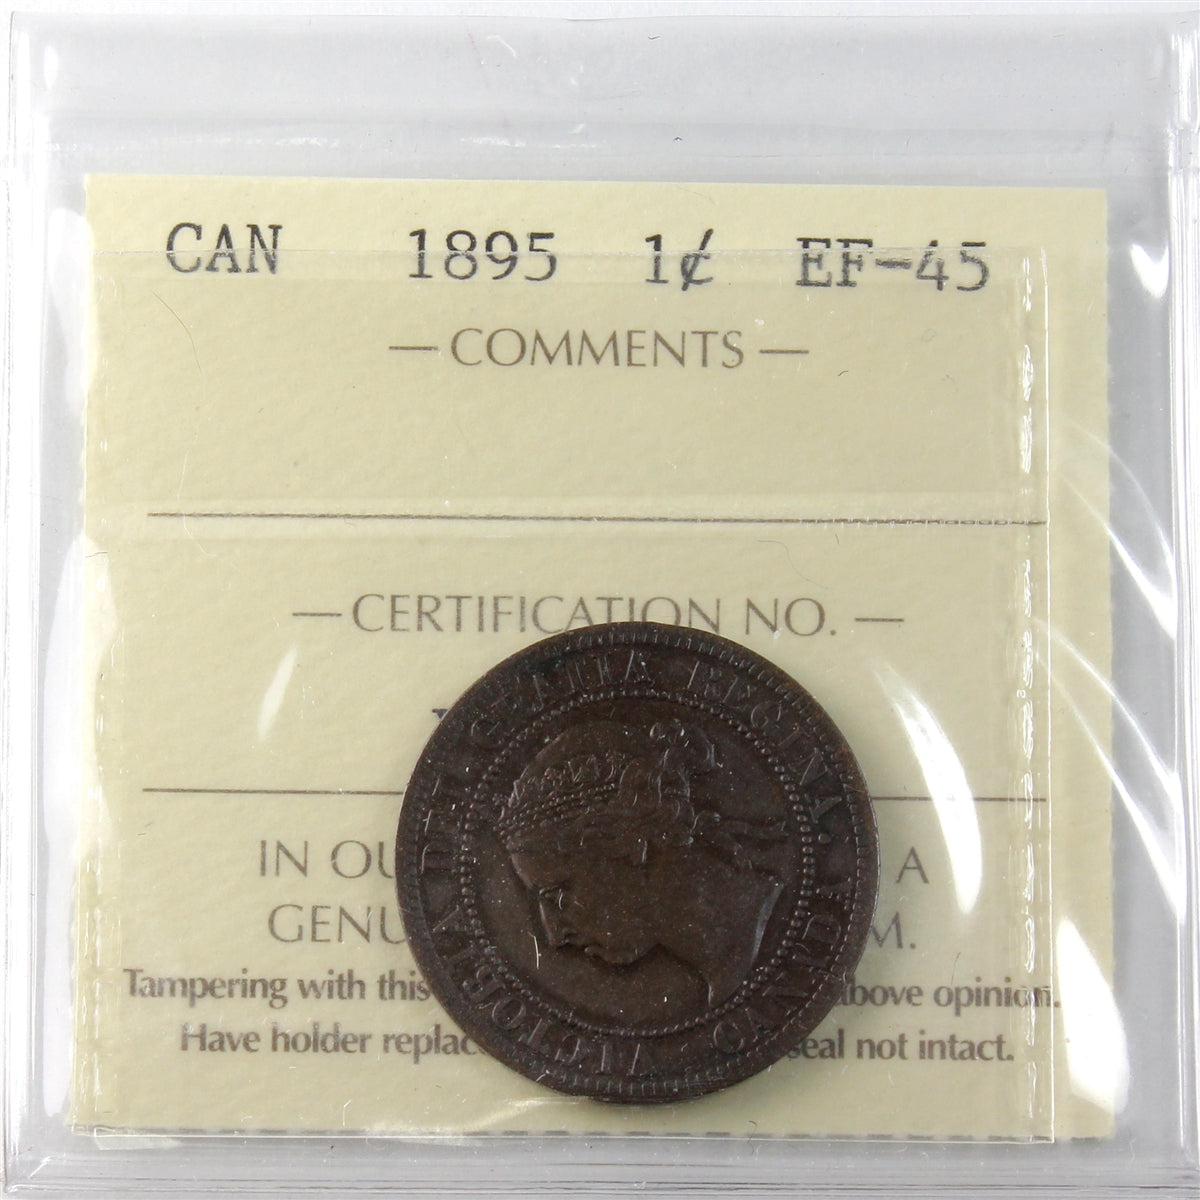 CAN 1895 1¢ EF-45
— COMMENTS —
— CERTIFICATION NO. —
IN OU A
GENU M.
Tampering with this above opinion.
Have holder replac seal not intact.
VICTORIA DEI GRATIA REGINA. CANADA